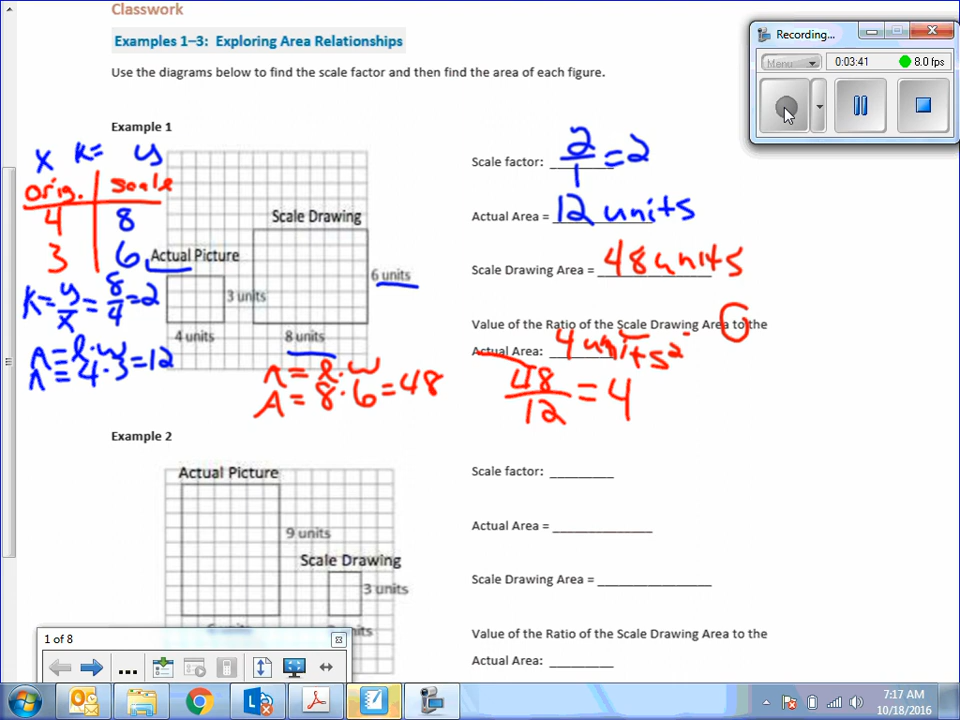 Classwork
Examples 1–3: Exploring Area Relationships
Use the diagrams below to find the scale factor and then find the area of each figure.
Recording...
Menu
0:03:41
8.0 fps
Example 1
x k= y
orig. scale
4 8
3 6
k= y/x = 8/4 =2
A = l·w
A = 4·3=12
Scale Drawing
Actual Picture
6 units
3 units
4 units
8 units
A = l·w
A = 8·6=48
Scale factor: 2/1 =2
Actual Area = 12 units
Scale Drawing Area = 48 units
Value of the Ratio of the Scale Drawing Area to the
Actual Area: 4 units²
48/12 = 4
Example 2
Actual Picture
9 units
Scale Drawing
3 units
Scale factor: ________
Actual Area = ____________
Scale Drawing Area = ______________
Value of the Ratio of the Scale Drawing Area to the
Actual Area: ________
1 of 8
7:17 AM
10/18/2016